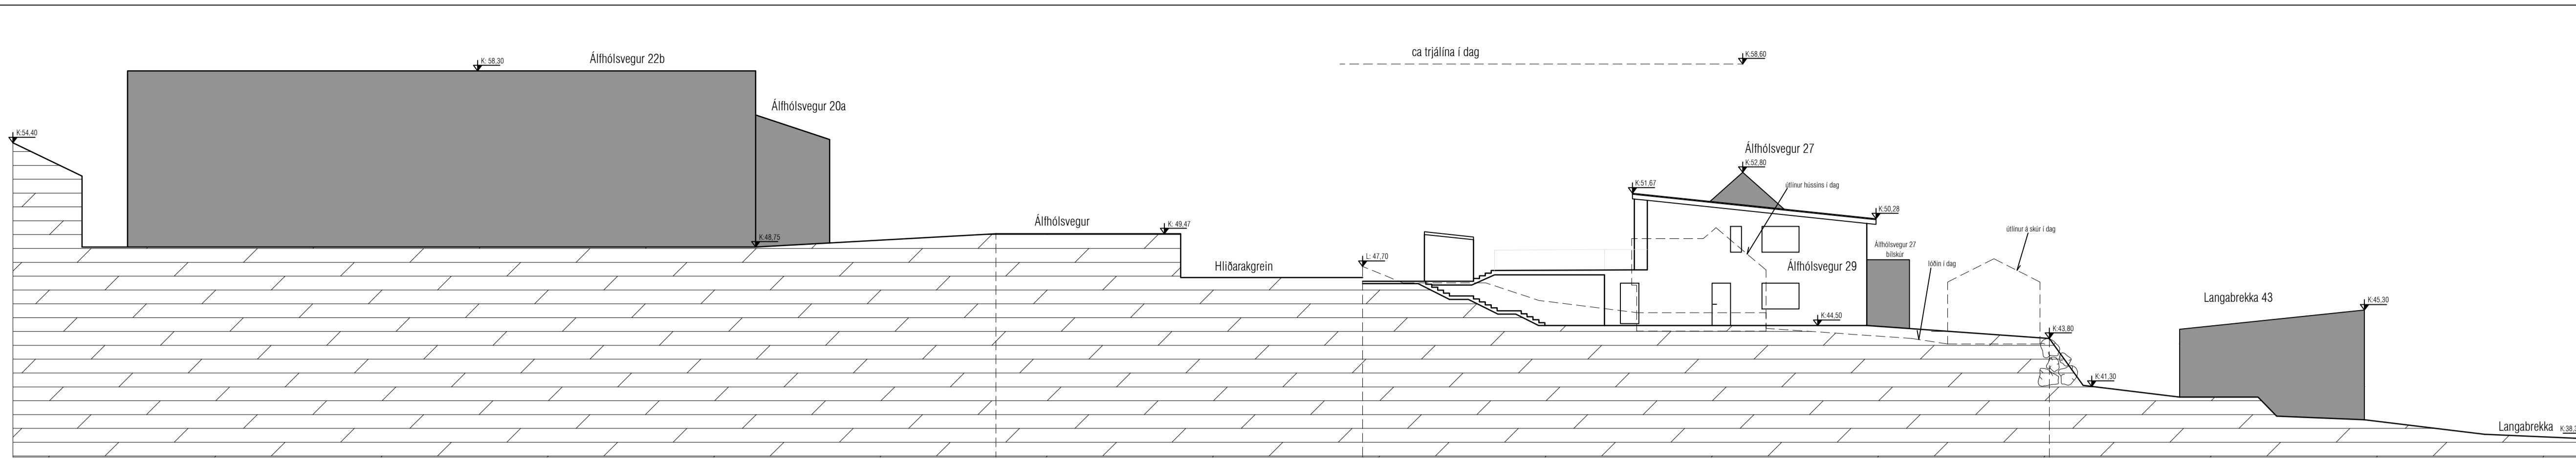 K:54,40
K: 58,30
Álfhólsvegur 22b
Álfhólsvegur 20a
K:48,75
Álfhólsvegur
K: 49,47
Hliðarakgrein
L: 47,70
ca trjálína í dag
K:58,60
Álfhólsvegur 27
K:52,80
K:51,67
útlínur hússins í dag
K:50,28
Álfhólsvegur 29
Álfhólsvegur 27
bílskúr
lóðin í dag
K:44,50
útlínur á skúr í dag
K:43,80
K:41,30
Langabrekka 43
K:45,30
Langabrekka